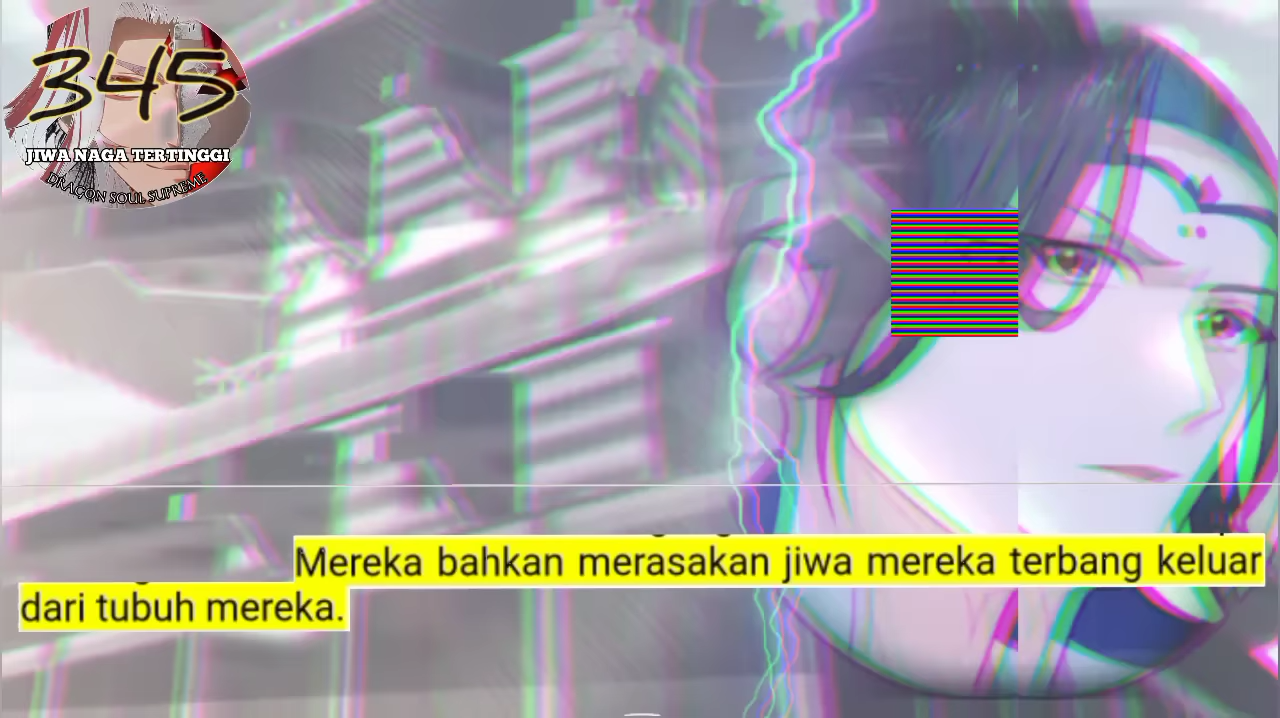 345
JIWA NAGA TERTINGGI
DRAGON SOUL SUPREME
Mereka bahkan merasakan jiwa mereka terbang keluar
dari tubuh mereka.